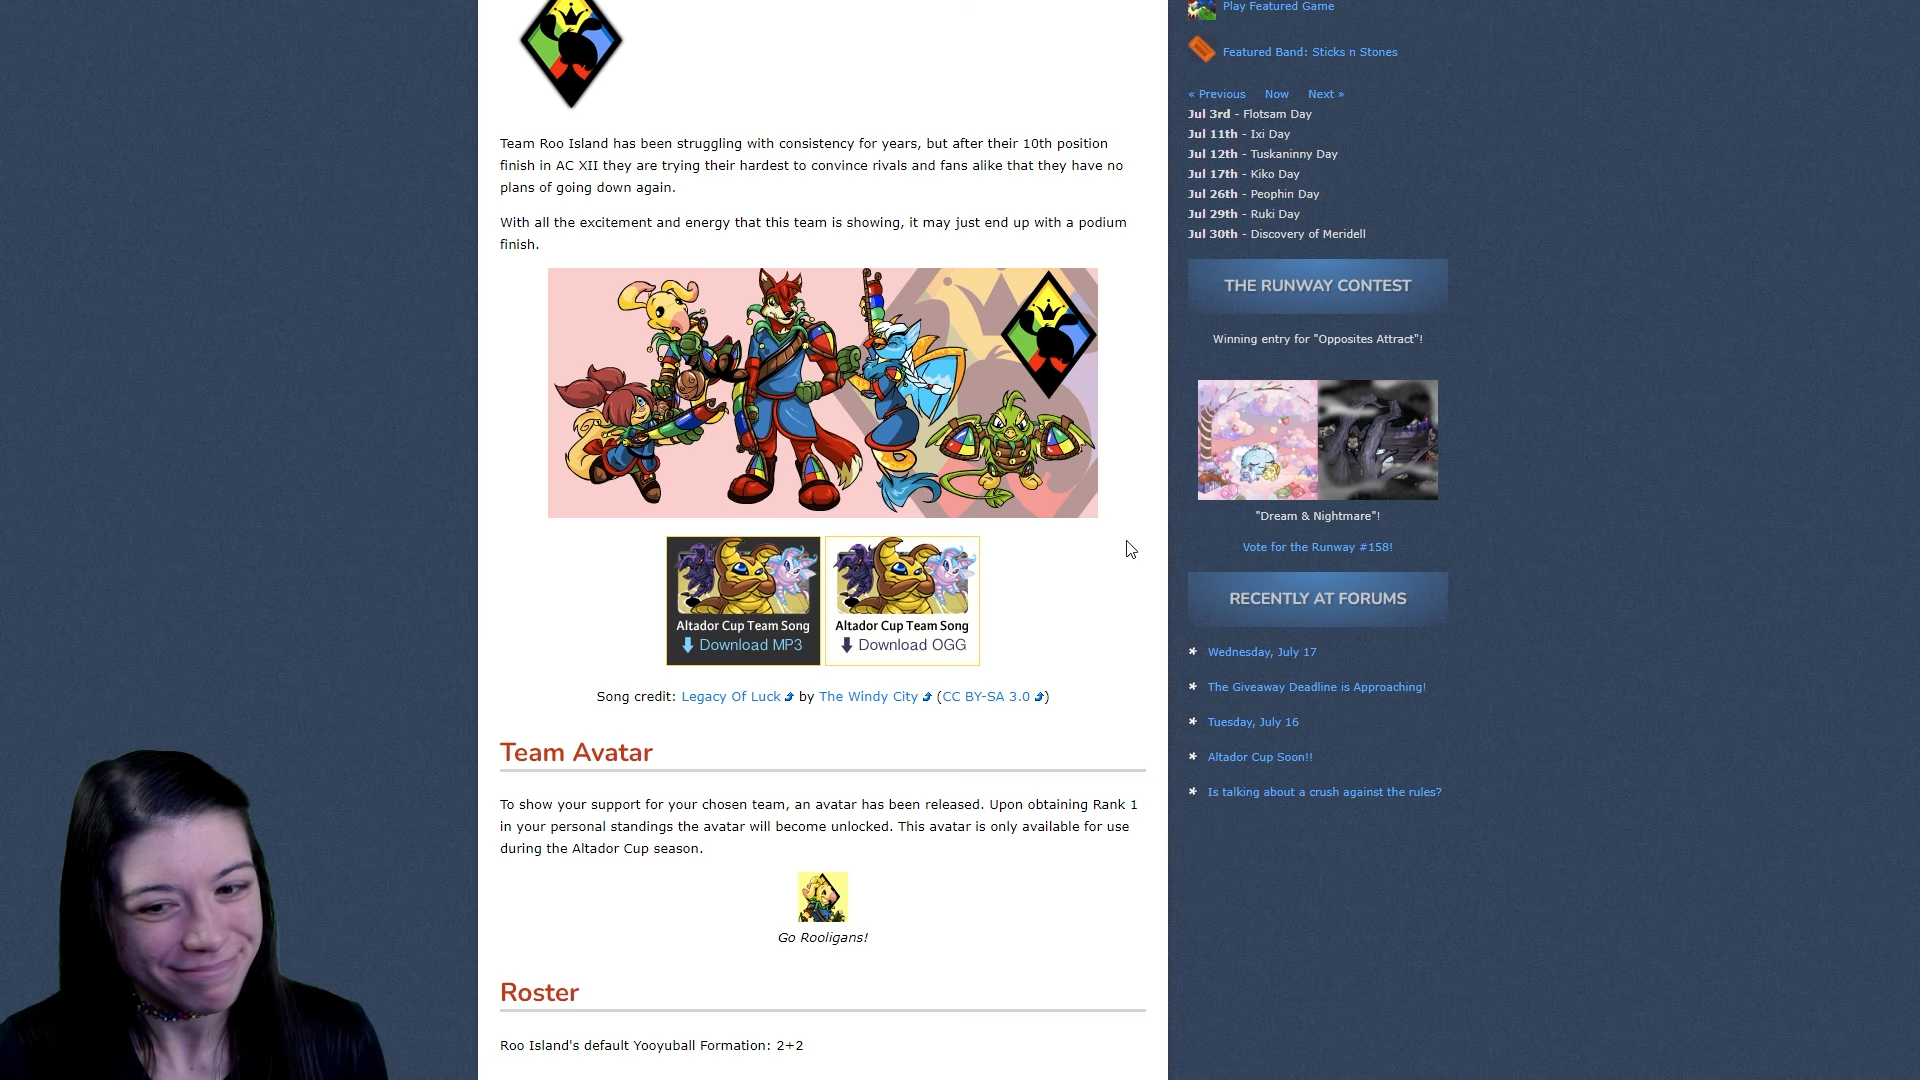 Team Roo Island has been struggling with consistency for years, but after their 10th position
finish in AC XII they are trying their hardest to convince rivals and fans alike that they have no
plans of going down again.
With all the excitement and energy that this team is showing, it may just end up with a podium
finish.
Altador Cup Team Song
Download MP3
Altador Cup Team Song
Download OGG
Song credit: Legacy Of Luck by The Windy City (CC BY-SA 3.0)
Team Avatar
To show your support for your chosen team, an avatar has been released. Upon obtaining Rank 1
in your personal standings the avatar will become unlocked. This avatar is only available for use
during the Altador Cup season.
Go Rooligans!
Roster
Roo Island's default Yooyuball Formation: 2+2
Play Featured Game
Featured Band: Sticks n Stones
« Previous Now Next »
Jul 3rd - Flotsam Day
Jul 11th - Ixi Day
Jul 12th - Tuskaninny Day
Jul 17th - Kiko Day
Jul 26th - Peophin Day
Jul 29th - Ruki Day
Jul 30th - Discovery of Meridell
THE RUNWAY CONTEST
Winning entry for "Opposites Attract"!
"Dream & Nightmare"!
Vote for the Runway #158!
RECENTLY AT FORUMS
* Wednesday, July 17
* The Giveaway Deadline is Approaching!
* Tuesday, July 16
* Altador Cup Soon!!
* Is talking about a crush against the rules?